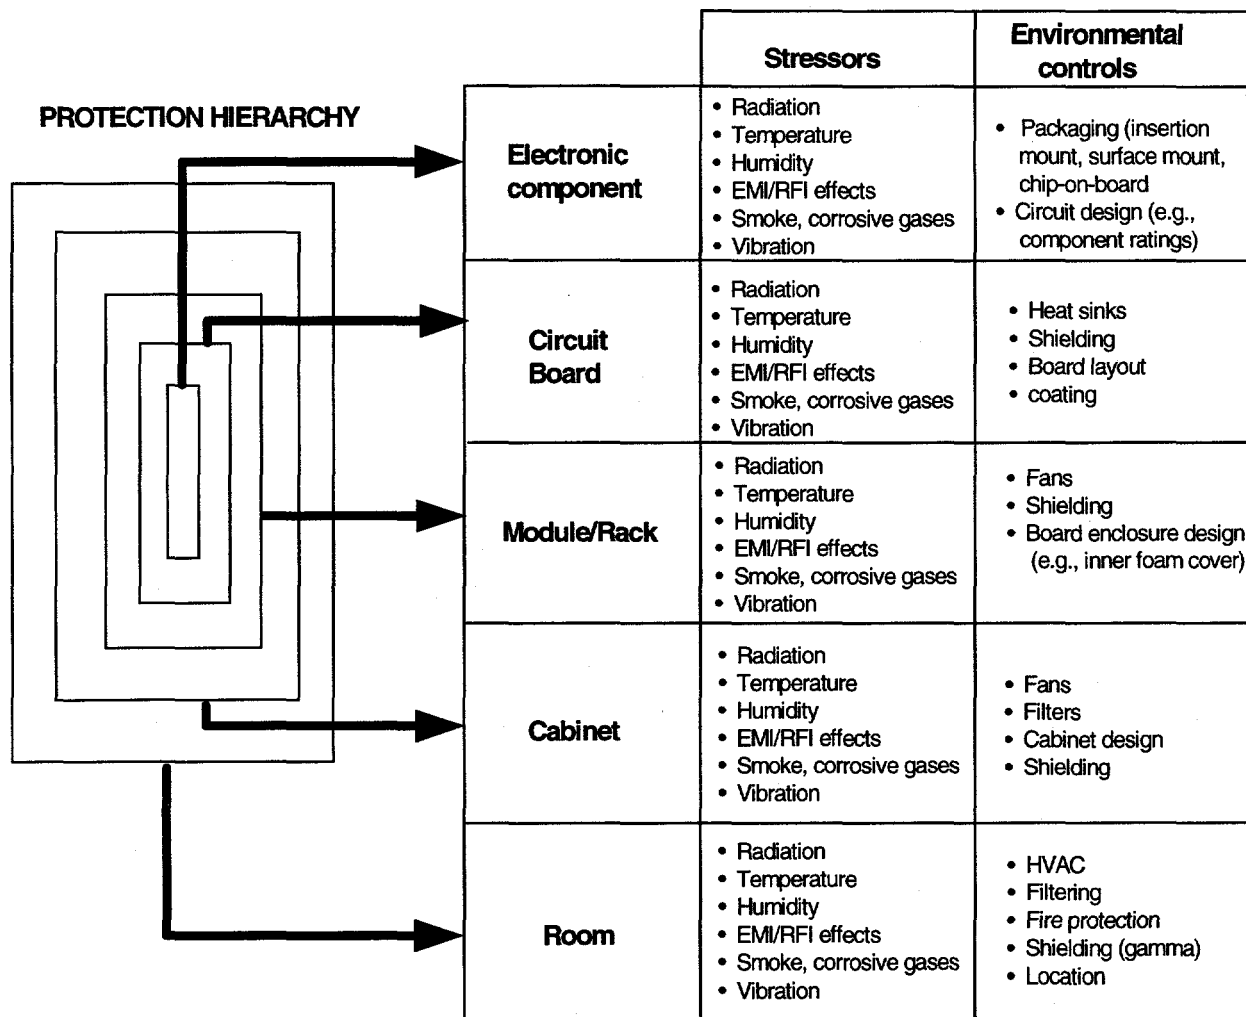 Stressors
Environmental
controls
PROTECTION HIERARCHY
Electronic
component
• Radiation
• Temperature
• Humidity
• EMI/RFI effects
• Smoke, corrosive gases
• Vibration
• Packaging (insertion
mount, surface mount,
chip-on-board
• Circuit design (e.g.,
component ratings)
Circuit
Board
• Radiation
• Temperature
• Humidity
• EMI/RFI effects
• Smoke, corrosive gases
• Vibration
• Heat sinks
• Shielding
• Board layout
• coating
Module/Rack
• Radiation
• Temperature
• Humidity
• EMI/RFI effects
• Smoke, corrosive gases
• Vibration
• Fans
• Shielding
• Board enclosure design
(e.g., inner foam cover)
Cabinet
• Radiation
• Temperature
• Humidity
• EMI/RFI effects
• Smoke, corrosive gases
• Vibration
• Fans
• Filters
• Cabinet design
• Shielding
Room
• Radiation
• Temperature
• Humidity
• EMI/RFI effects
• Smoke, corrosive gases
• Vibration
• HVAC
• Filtering
• Fire protection
• Shielding (gamma)
• Location